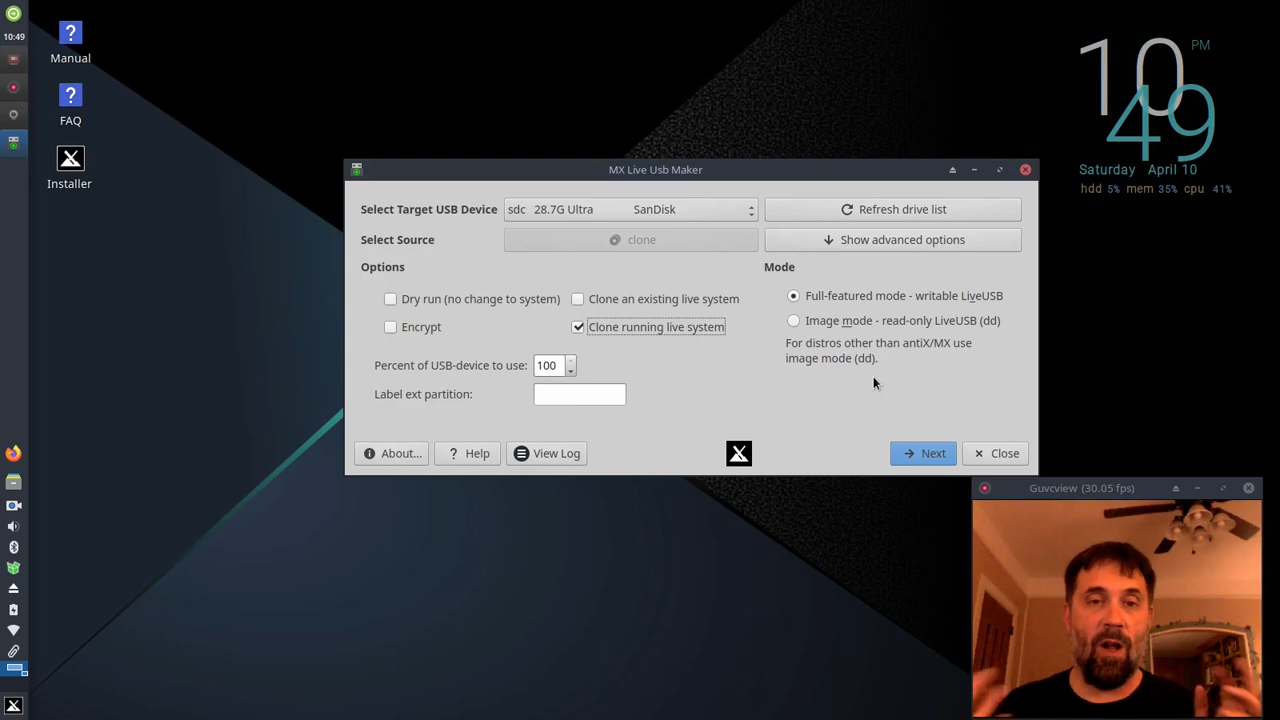 10:49
Manual
FAQ
Installer
10
PM
49
Saturday April 10
hdd 5% mem 35% cpu 41%
MX Live Usb Maker
Select Target USB Device
sdc 28.7G Ultra SanDisk
Refresh drive list
Select Source
clone
Show advanced options
Options
Mode
Dry run (no change to system)
Clone an existing live system
Full-featured mode - writable LiveUSB
Encrypt
Clone running live system
Image mode - read-only LiveUSB (dd)
For distros other than antiX/MX use
image mode (dd).
Percent of USB-device to use:
100
Label ext partition:
About...
? Help
View Log
Next
Close
Guvcview (30.05 fps)